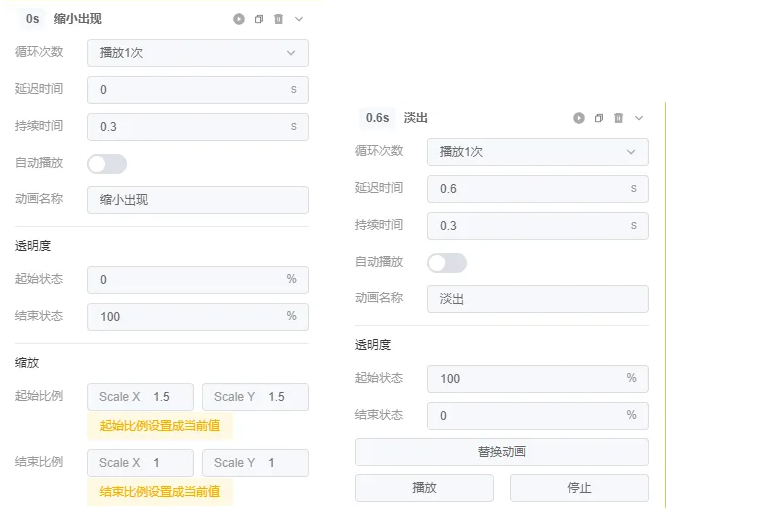 0s 缩小出现
循环次数 播放1次
延迟时间 0 s
持续时间 0.3 s
自动播放
动画名称 缩小出现
透明度
起始状态 0 %
结束状态 100 %
缩放
起始比例 Scale X 1.5 Scale Y 1.5
起始比例设置成当前值
结束比例 Scale X 1 Scale Y 1
结束比例设置成当前值
0.6s 淡出
循环次数 播放1次
延迟时间 0.6 s
持续时间 0.3 s
自动播放
动画名称 淡出
透明度
起始状态 100 %
结束状态 0 %
替换动画
播放 停止